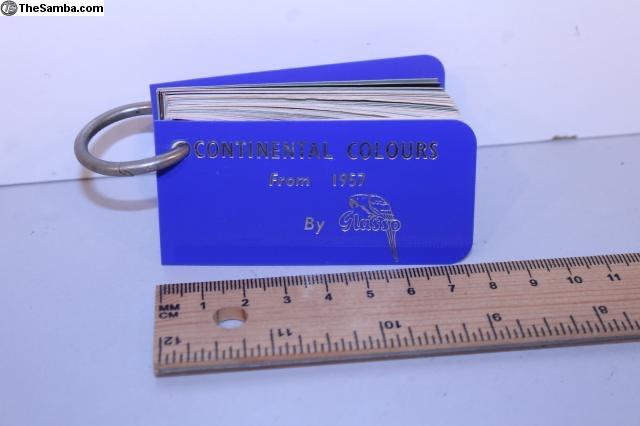 TheSamba.com
CONTINENTAL COLOURS
From 1957
By Glasso
MM 1 2 3 4 5 6 7 8 9 10 11
CM
12 11 10 9 8